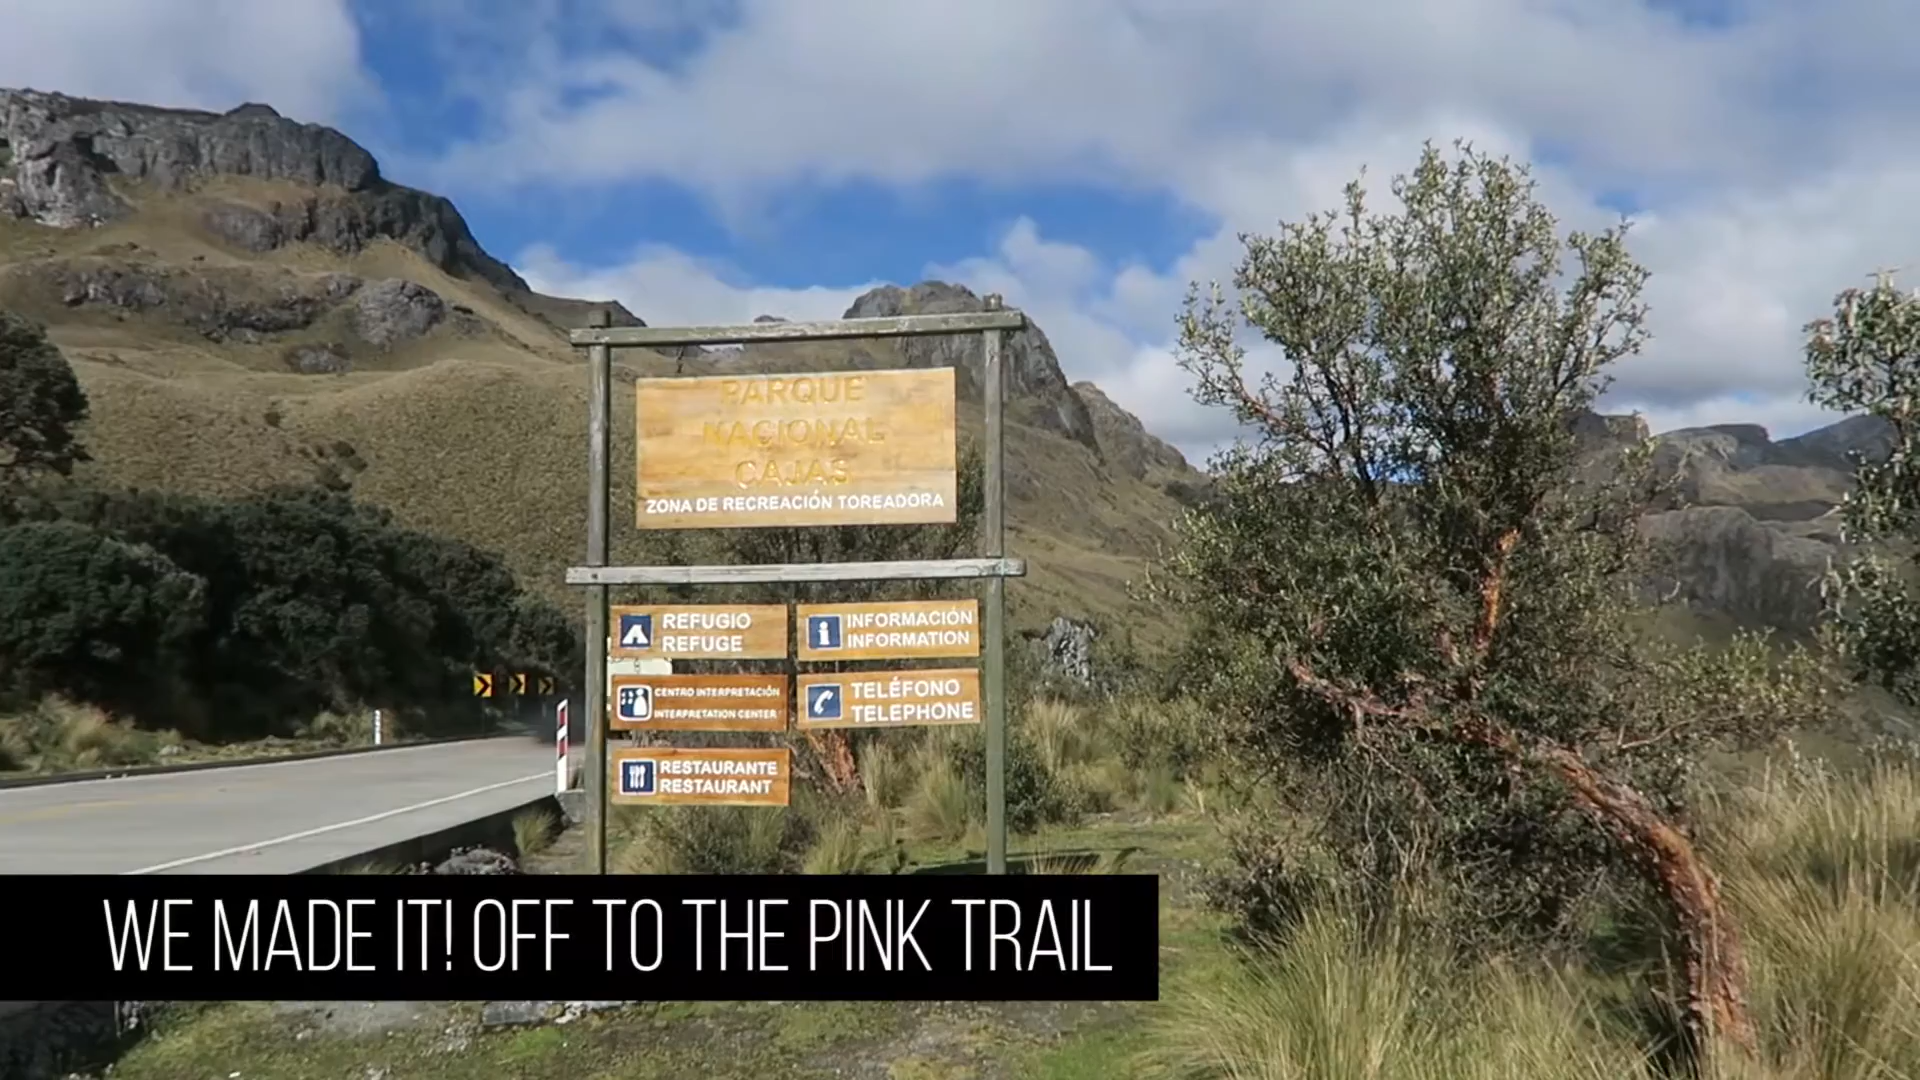 PARQUE
NACIONAL
CAJAS
ZONA DE RECREACIÓN TOREADORA
REFUGIO
REFUGE
INFORMACIÓN
INFORMATION
CENTRO INTERPRETACIÓN
INTERPRETATION CENTER
TELÉFONO
TELEPHONE
RESTAURANTE
RESTAURANT
WE MADE IT! OFF TO THE PINK TRAIL